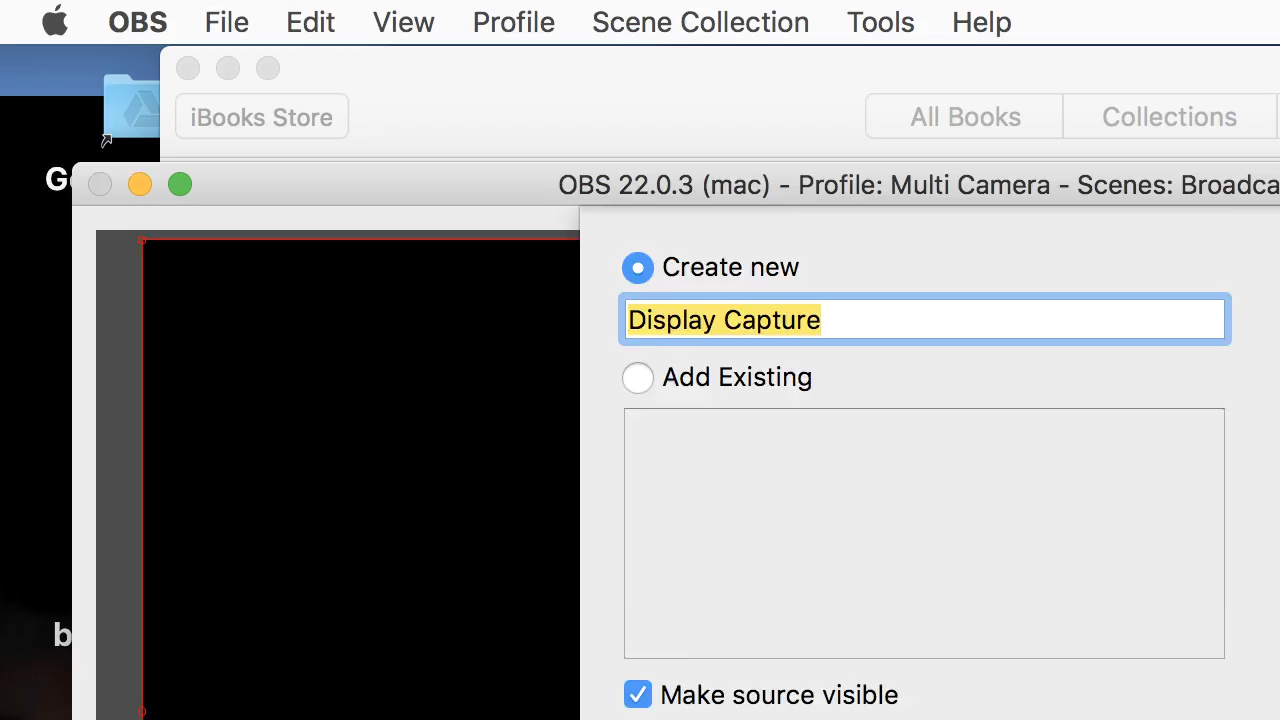 OBS File Edit View Profile Scene Collection Tools Help
iBooks Store All Books Collections
OBS 22.0.3 (mac) - Profile: Multi Camera - Scenes:
Create new
Display Capture
Add Existing
Make source visible